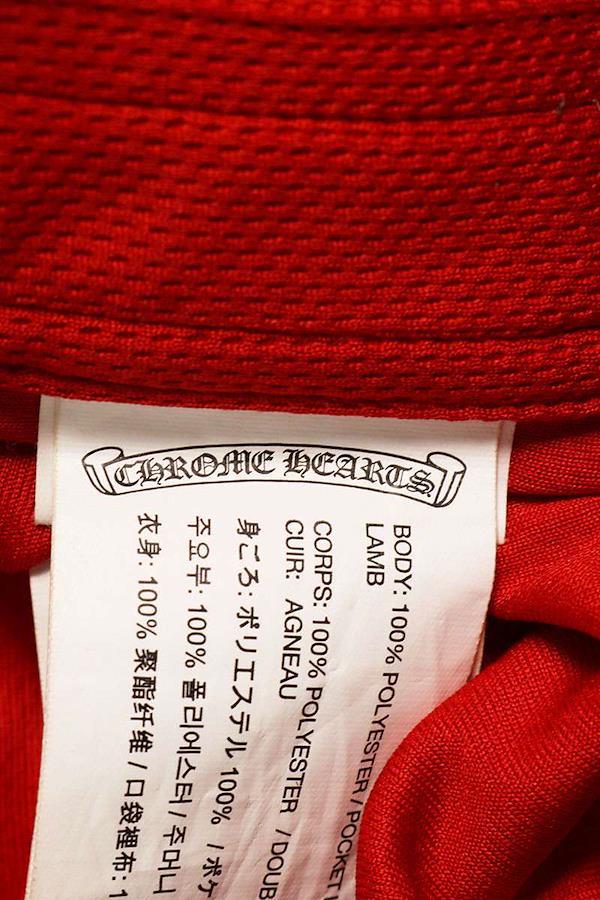 CHROME HEARTS
BODY: 100% POLYESTER / POCKET
LAMB
CORPS: 100% POLYESTER / DOUB
CUIR: AGNEAU
身ごろ: ポリエステル 100% / ポケ
주요부: 100% 폴리에스터 / 주머니
衣身: 100% 聚酯纤维 / 口袋裡布: 1